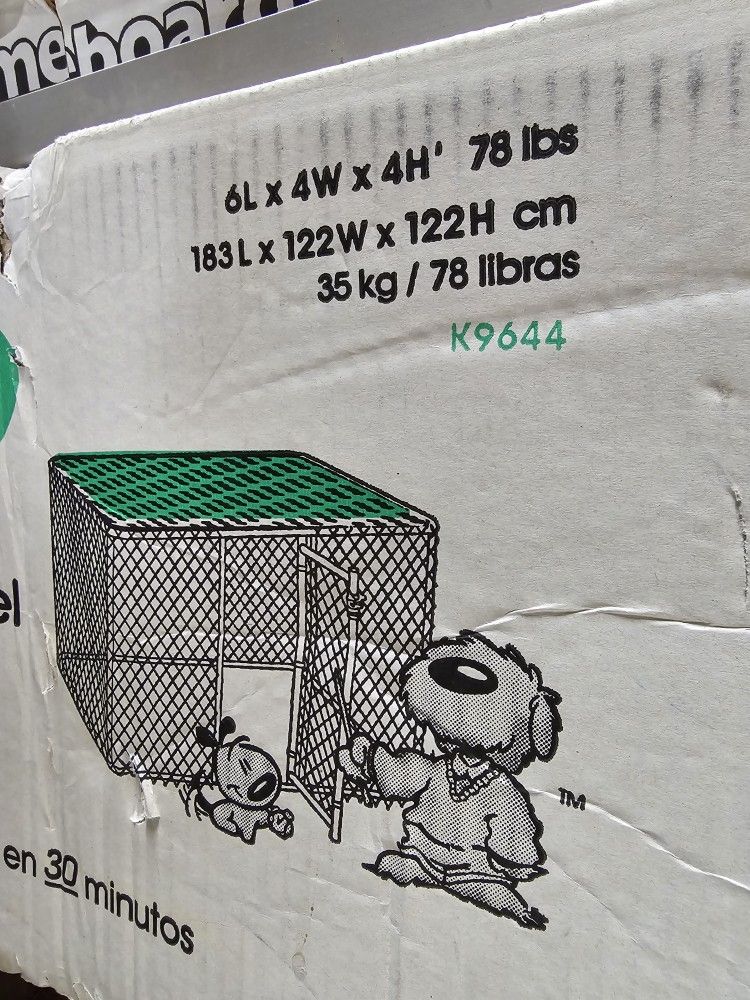 6L x 4W x 4H' 78 lbs
183L x 122W x 122H cm
35 kg / 78 libras
K9644
TM
en 30 minutos